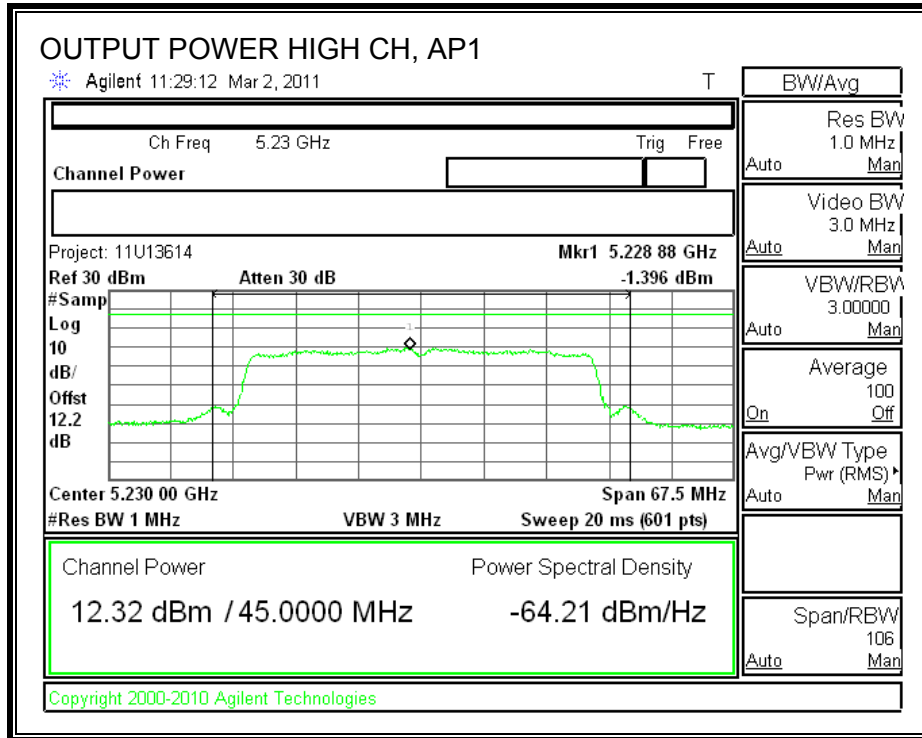 OUTPUT POWER HIGH CH, AP1
Agilent 11:29:12 Mar 2, 2011 T
BW/Avg
Ch Freq 5.23 GHz Trig Free
Channel Power
Project: 11U13614
Mkr1 5.228 88 GHz
Ref 30 dBm Atten 30 dB -1.396 dBm
#Samp
Log
10
dB/
Offst
12.2
dB
1
Center 5.230 00 GHz Span 67.5 MHz
#Res BW 1 MHz VBW 3 MHz Sweep 20 ms (601 pts)
Channel Power Power Spectral Density
12.32 dBm / 45.0000 MHz -64.21 dBm/Hz
Copyright 2000-2010 Agilent Technologies
Res BW
1.0 MHz
Auto Man
Video BW
3.0 MHz
Auto Man
VBW/RBW
3.00000
Auto Man
Average
100
On Off
Avg/VBW Type
Pwr (RMS)
Auto Man
Span/RBW
106
Auto Man